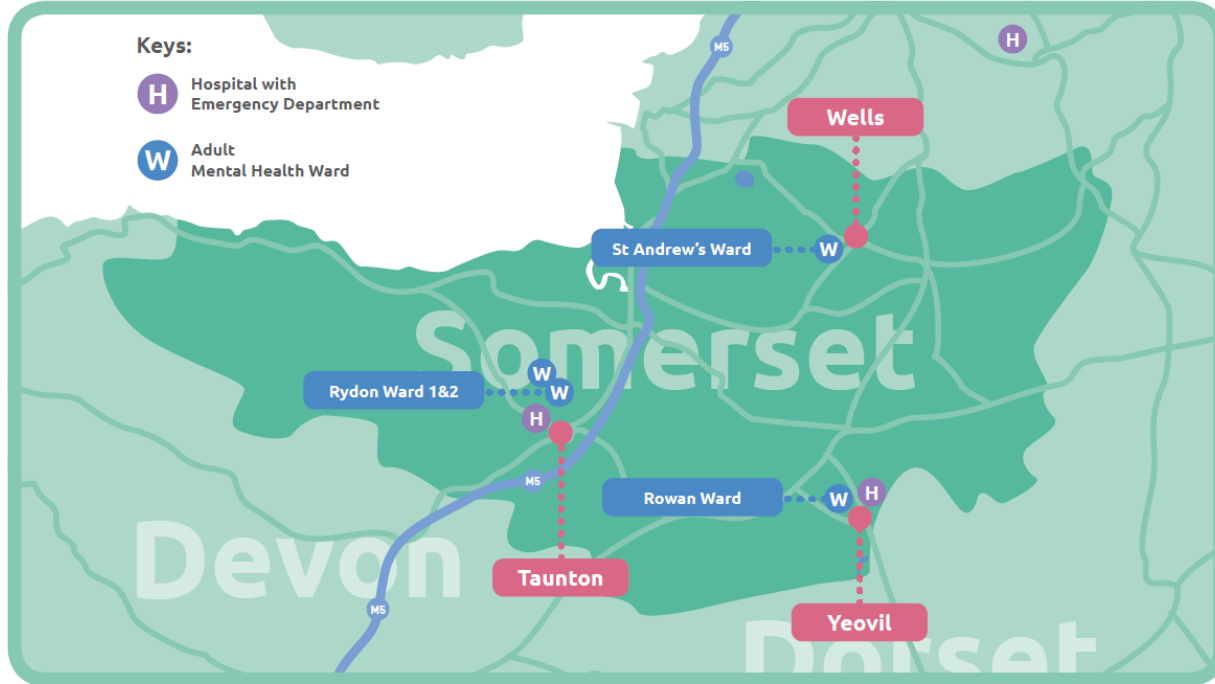 Keys:
H
Hospital with
Emergency Department
W
Adult
Mental Health Ward
M5
H
Wells
St Andrew's Ward
W
Somerset
W
Rydon Ward 1&2
W
H
M5
Rowan Ward
W
H
Devon
Taunton
M5
Yeovil
Dorset